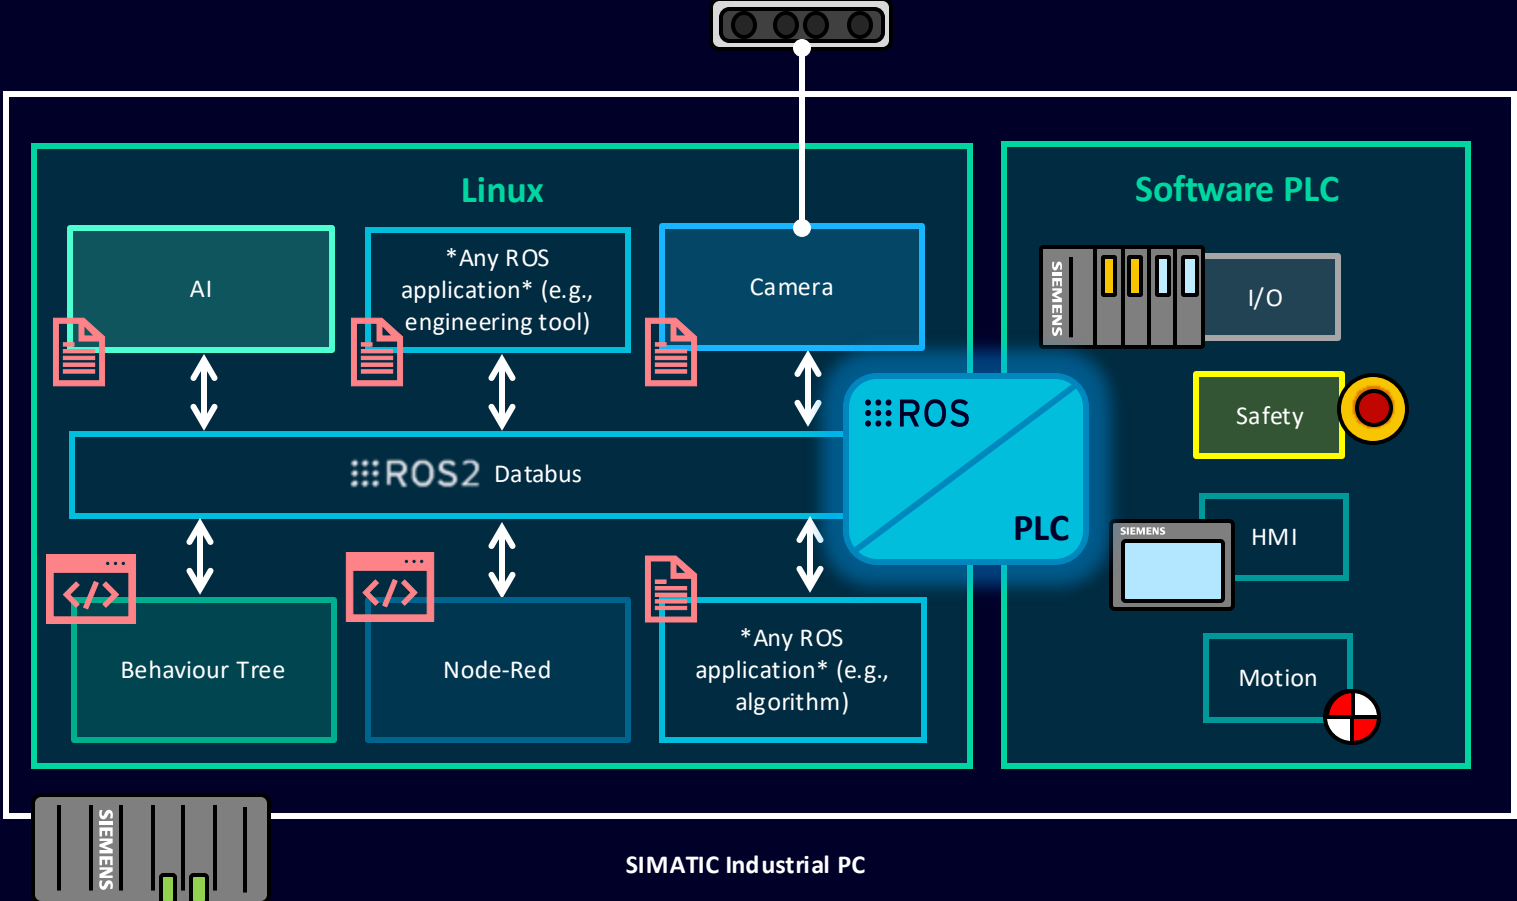 Linux
Software PLC
AI
*Any ROS
application* (e.g.,
engineering tool)
Camera
SIEMENS
I/O
Safety
ROS
PLC
ROS2 Databus
SIEMENS
HMI
Behaviour Tree
Node-Red
*Any ROS
application* (e.g.,
algorithm)
Motion
SIEMENS
SIMATIC Industrial PC